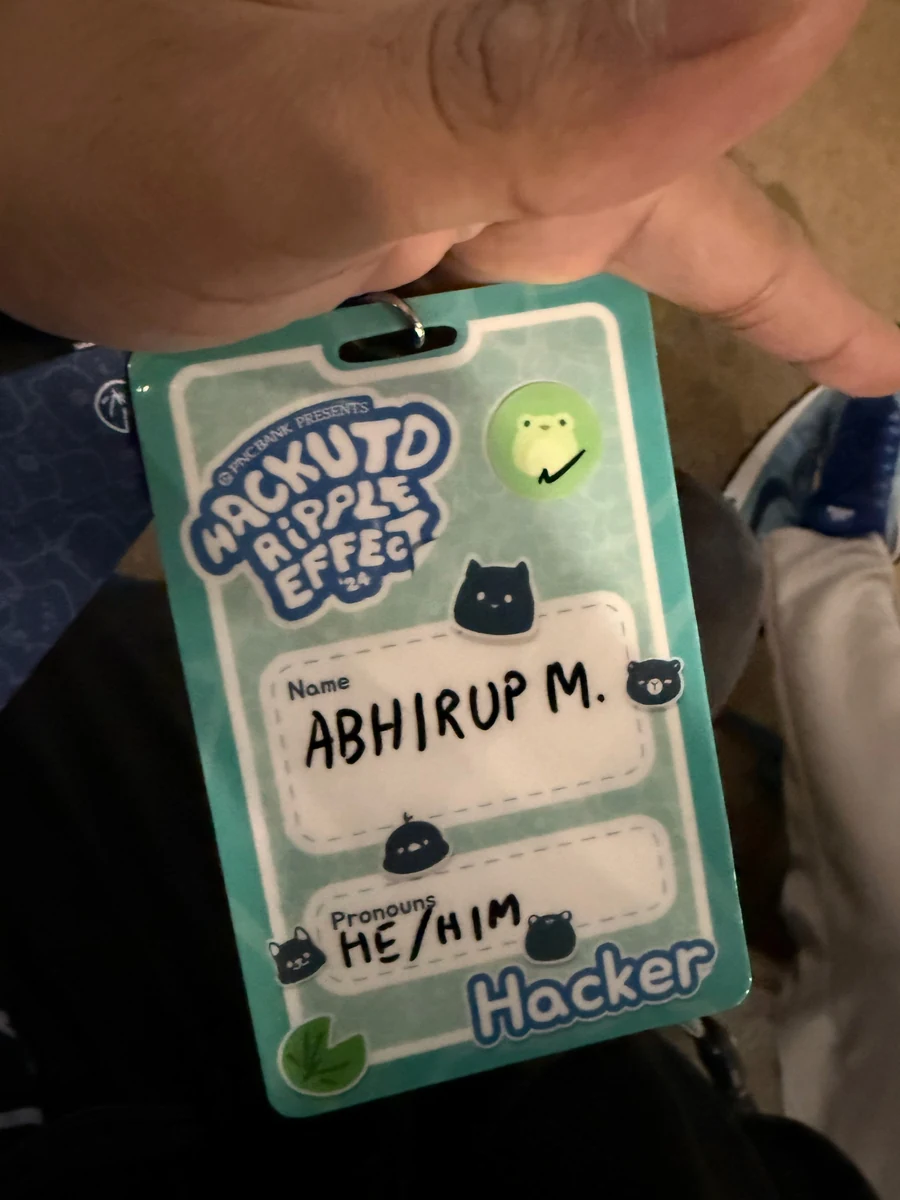 PNC BANK PRESENTS
HACKUTD
RiPPLE
EFFECT
'24
Name
ABHIRUP M.
Pronouns
HE/HIM
Hacker